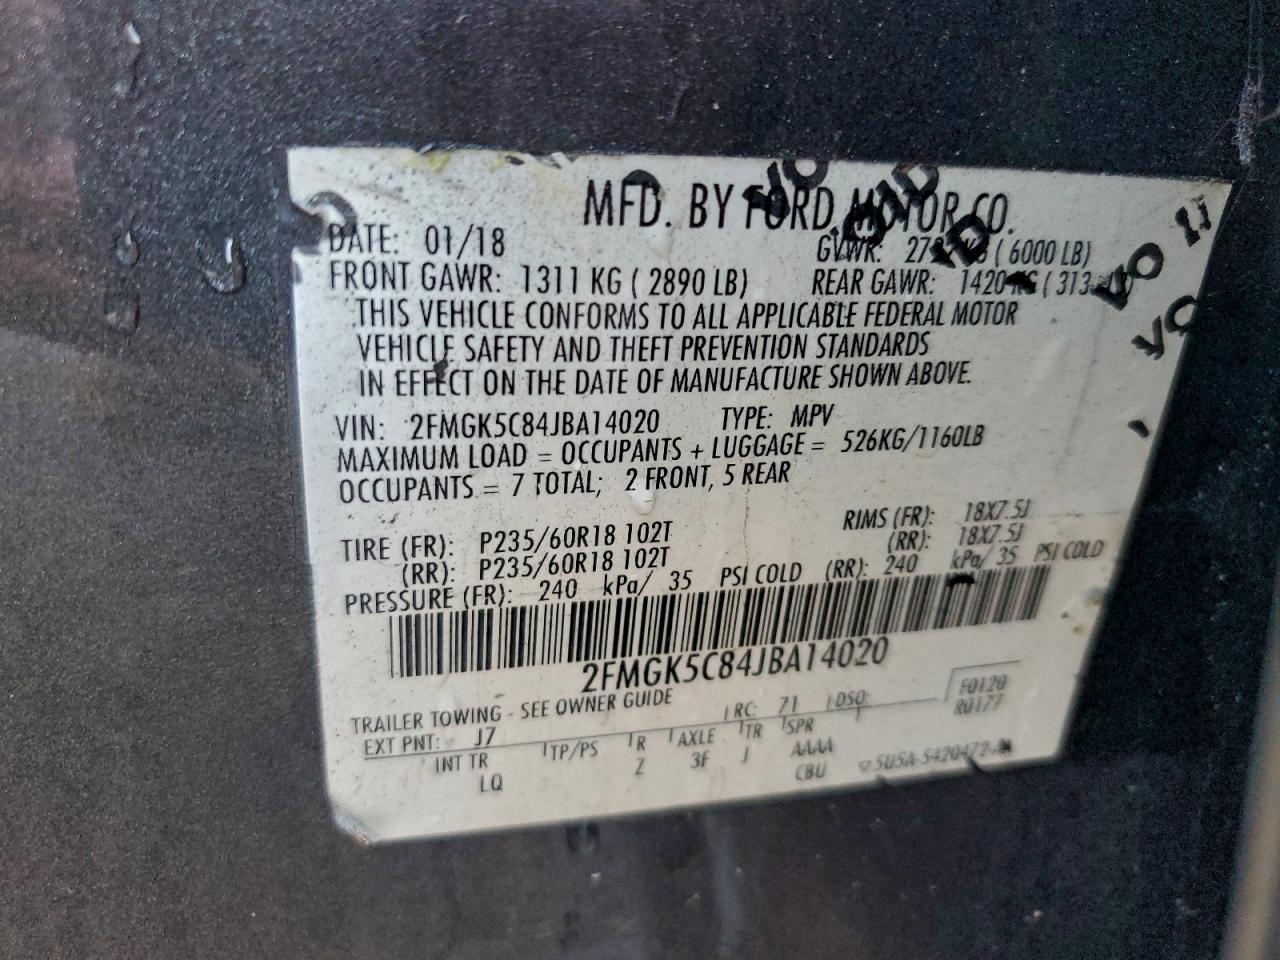 MFD. BY FORD MOTOR CO.
DATE: 01/18 GVWR: KG ( 6000 LB)
FRONT GAWR: 1311 KG ( 2890 LB) REAR GAWR: 1420 KG (
THIS VEHICLE CONFORMS TO ALL APPLICABLE FEDERAL MOTOR
VEHICLE SAFETY AND THEFT PREVENTION STANDARDS
IN EFFECT ON THE DATE OF MANUFACTURE SHOWN ABOVE.
VIN: 2FMGK5C84JBA14020 TYPE: MPV
MAXIMUM LOAD = OCCUPANTS + LUGGAGE = 526KG/1160LB
OCCUPANTS = 7 TOTAL; 2 FRONT, 5 REAR
TIRE (FR): P235/60R18 102T RIMS (FR): 18X7.5J
(RR): P235/60R18 102T (RR): 18X7.5J
PRESSURE (FR): 240 kPa/ 35 PSI COLD (RR): 240 kPa/ 35 PSI COLD
2FMGK5C84JBA14020
TRAILER TOWING - SEE OWNER GUIDE
F0120
EXT PNT: J7 RC: 71 DSO: R0177
INT TR TP/PS R AXLE TR SPR
LQ Z 3F J AAAA
CBU